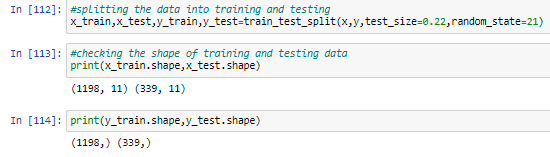 In [112]: #splitting the data into training and testing
x_train,x_test,y_train,y_test=train_test_split(x,y,test_size=0.22,random_state=21)
In [113]: #checking the shape of training and testing data
print(x_train.shape,x_test.shape)
(1198, 11) (339, 11)
In [114]: print(y_train.shape,y_test.shape)
(1198,) (339,)